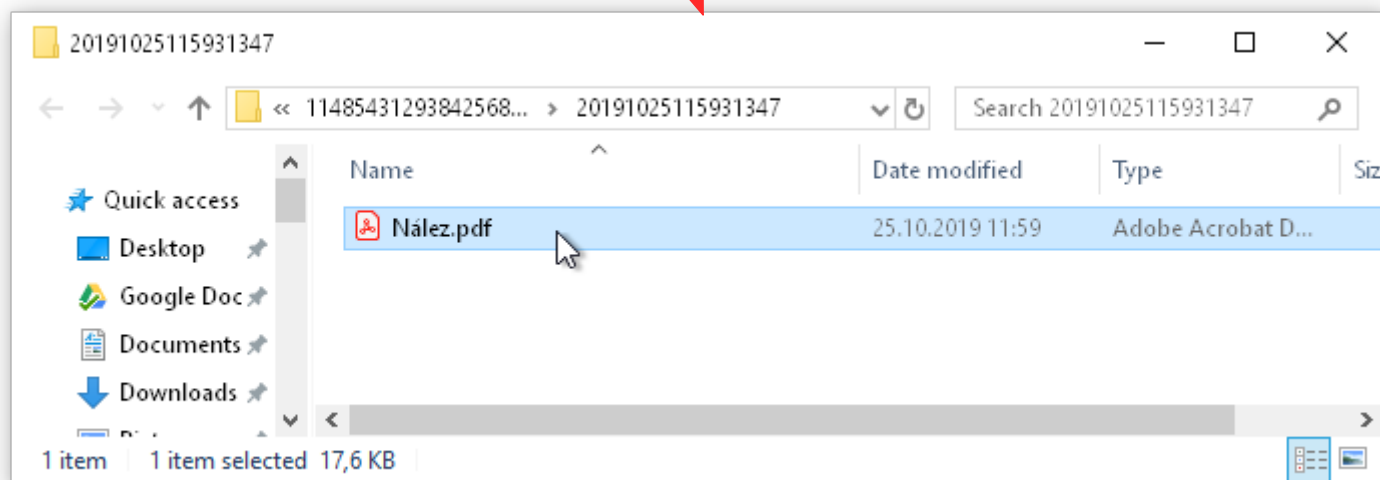 20191025115931347
« 11485431293842568... › 20191025115931347
Search 20191025115931347
Name
Date modified
Type
Siz
Quick access
Nález.pdf
25.10.2019 11:59
Adobe Acrobat D...
Desktop
Google Doc
Documents
Downloads
1 item
1 item selected 17,6 KB